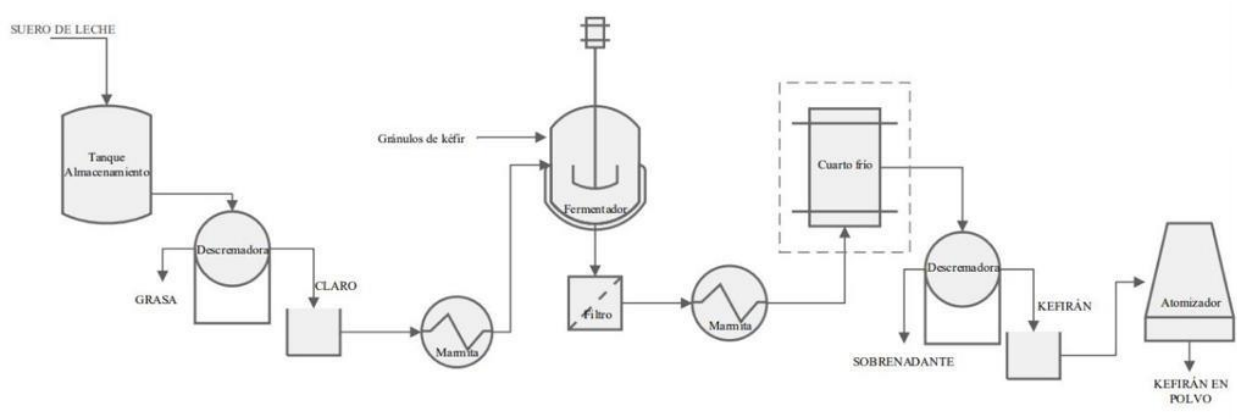 SUERO DE LECHE
Tanque
Almacenamiento
Descremadora
GRASA
CLARO
Marmita
Gránulos de kéfir
Fermentador
Filtro
Marmita
Cuarto frío
Descremadora
SOBRENADANTE
KEFIRÁN
Atomizador
KEFIRÁN EN
POLVO